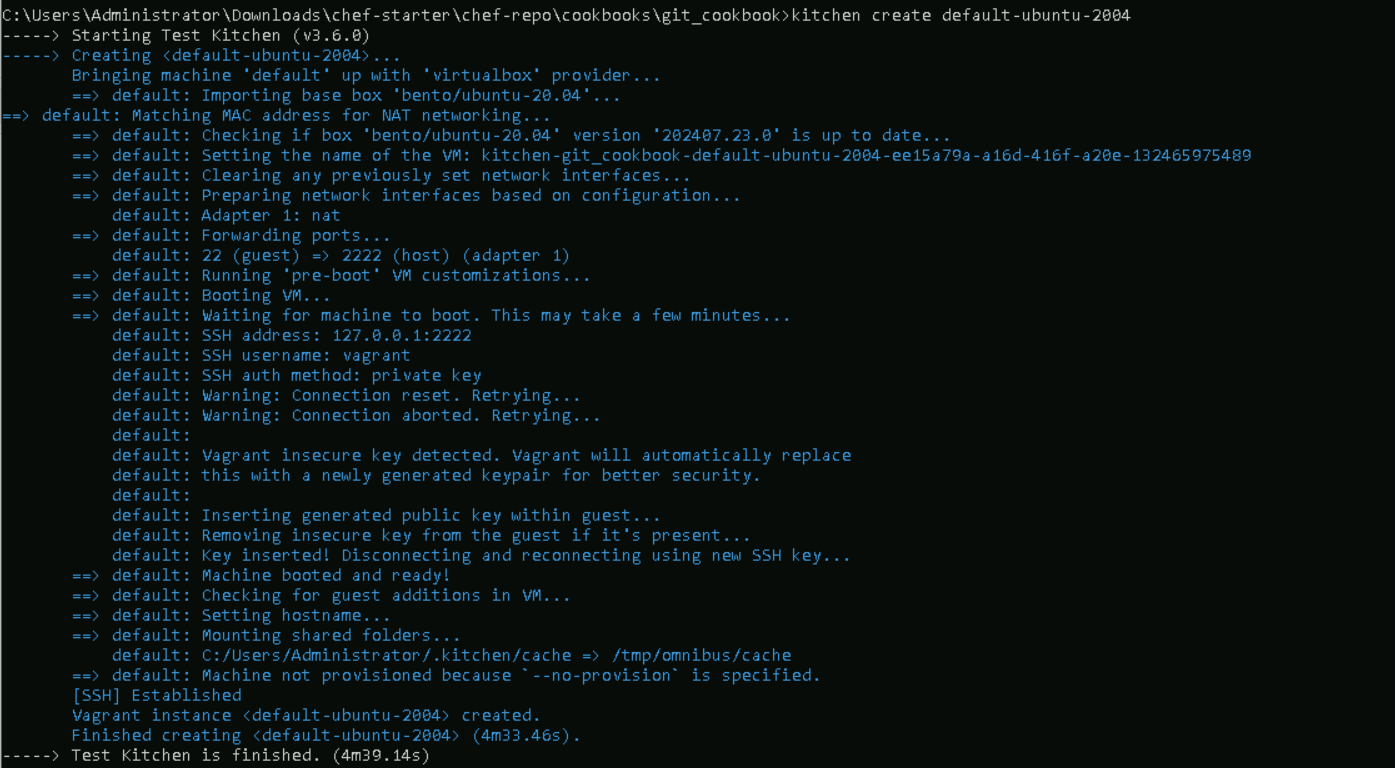 C:\Users\Administrator\Downloads\chef-starter\chef-repo\cookbooks\git_cookbook>kitchen create default-ubuntu-2004
-----> Starting Test Kitchen (v3.6.0)
-----> Creating <default-ubuntu-2004>...
       Bringing machine 'default' up with 'virtualbox' provider...
       ==> default: Importing base box 'bento/ubuntu-20.04'...
==> default: Matching MAC address for NAT networking...
       ==> default: Checking if box 'bento/ubuntu-20.04' version '202407.23.0' is up to date...
       ==> default: Setting the name of the VM: kitchen-git_cookbook-default-ubuntu-2004-ee15a79a-a16d-416f-a20e-132465975489
       ==> default: Clearing any previously set network interfaces...
       ==> default: Preparing network interfaces based on configuration...
           default: Adapter 1: nat
       ==> default: Forwarding ports...
           default: 22 (guest) => 2222 (host) (adapter 1)
       ==> default: Running 'pre-boot' VM customizations...
       ==> default: Booting VM...
       ==> default: Waiting for machine to boot. This may take a few minutes...
           default: SSH address: 127.0.0.1:2222
           default: SSH username: vagrant
           default: SSH auth method: private key
           default: Warning: Connection reset. Retrying...
           default: Warning: Connection aborted. Retrying...
           default:
           default: Vagrant insecure key detected. Vagrant will automatically replace
           default: this with a newly generated keypair for better security.
           default:
           default: Inserting generated public key within guest...
           default: Removing insecure key from the guest if it's present...
           default: Key inserted! Disconnecting and reconnecting using new SSH key...
       ==> default: Machine booted and ready!
       ==> default: Checking for guest additions in VM...
       ==> default: Setting hostname...
       ==> default: Mounting shared folders...
           default: C:/Users/Administrator/.kitchen/cache => /tmp/omnibus/cache
       ==> default: Machine not provisioned because `--no-provision` is specified.
       [SSH] Established
       Vagrant instance <default-ubuntu-2004> created.
       Finished creating <default-ubuntu-2004> (4m33.46s).
-----> Test Kitchen is finished. (4m39.14s)